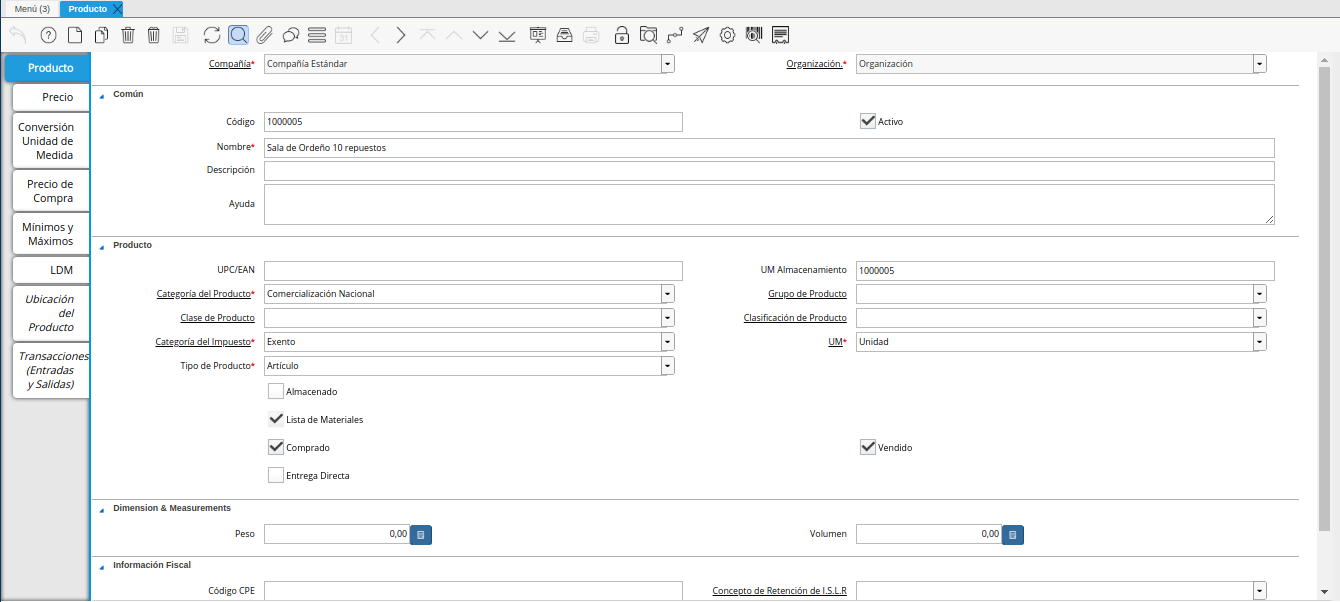 Menú (3)
Producto
31
Producto
Precio
Conversión
Unidad de
Medida
Precio de
Compra
Mínimos y
Máximos
LDM
Ubicación
del
Producto
Transacciones
(Entradas
y Salidas)
Compañía* Compañía Estándar Organización.* Organización
Común
Código 1000005 Activo
Nombre* Sala de Ordeño 10 repuestos
Descripción
Ayuda
Producto
UPC/EAN UM Almacenamiento 1000005
Categoría del Producto* Comercialización Nacional Grupo de Producto
Clase de Producto Clasificación de Producto
Categoría del Impuesto* Exento UM* Unidad
Tipo de Producto* Artículo
Almacenado
Lista de Materiales
Comprado Vendido
Entrega Directa
Dimension & Measurements
Peso 0,00 Volumen 0,00
Información Fiscal
Código CPE Concepto de Retención de I.S.L.R